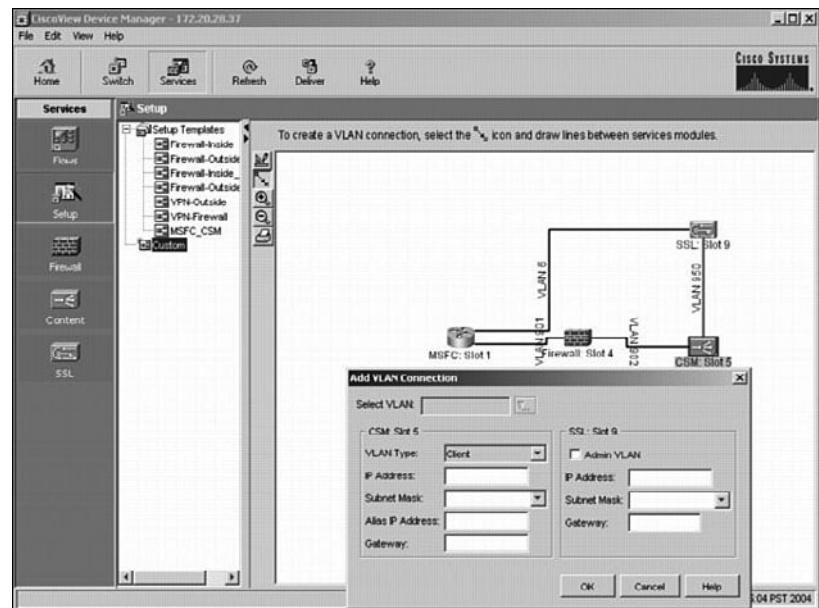 CiscoView Device Manager - 172.20.28.37
File Edit View Help
Home
Switch
Services
Refresh
Deliver
Help
CISCO SYSTEMS
Services
Setup
Flows
Setup
Firewall
Content
SSL
Setup Templates
Firewall-Inside
Firewall-Outside
Firewall-Inside_
Firewall-Outside
VPN-Outside
VPN-Firewall
MSFC_CSM
Custom
To create a VLAN connection, select the icon and draw lines between services modules.
SSL: Slot 9
VLAN 6
VLAN 950
VLAN 901
VLAN 902
MSFC: Slot 1
Firewall: Slot 4
CSM: Slot 5
Add VLAN Connection
Select VLAN:
CSM: Slot 5
VLAN Type: Client
IP Address:
Subnet Mask:
Alias IP Address:
Gateway:
SSL: Slot 9
Admin VLAN
IP Address:
Subnet Mask:
Gateway:
OK
Cancel
Help
:04 PST 2004